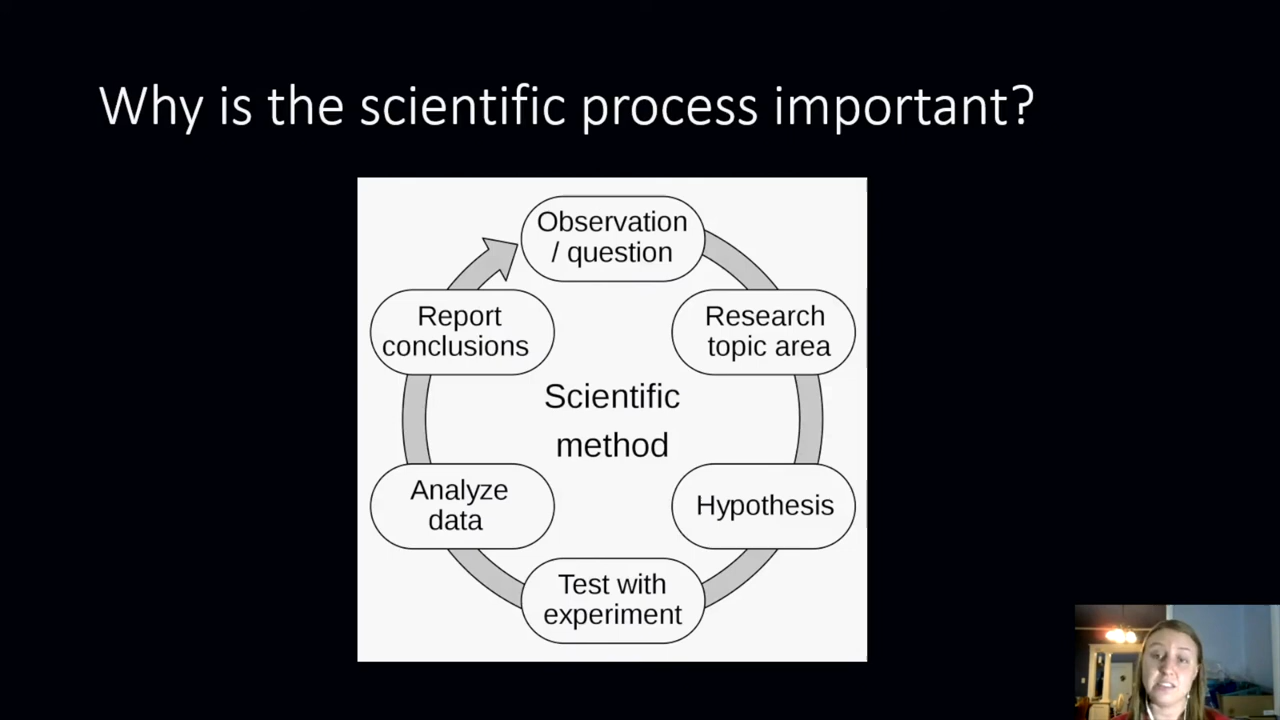 Why is the scientific process important?
Observation
/ question
Research
topic area
Hypothesis
Test with
experiment
Analyze
data
Report
conclusions
Scientific
method